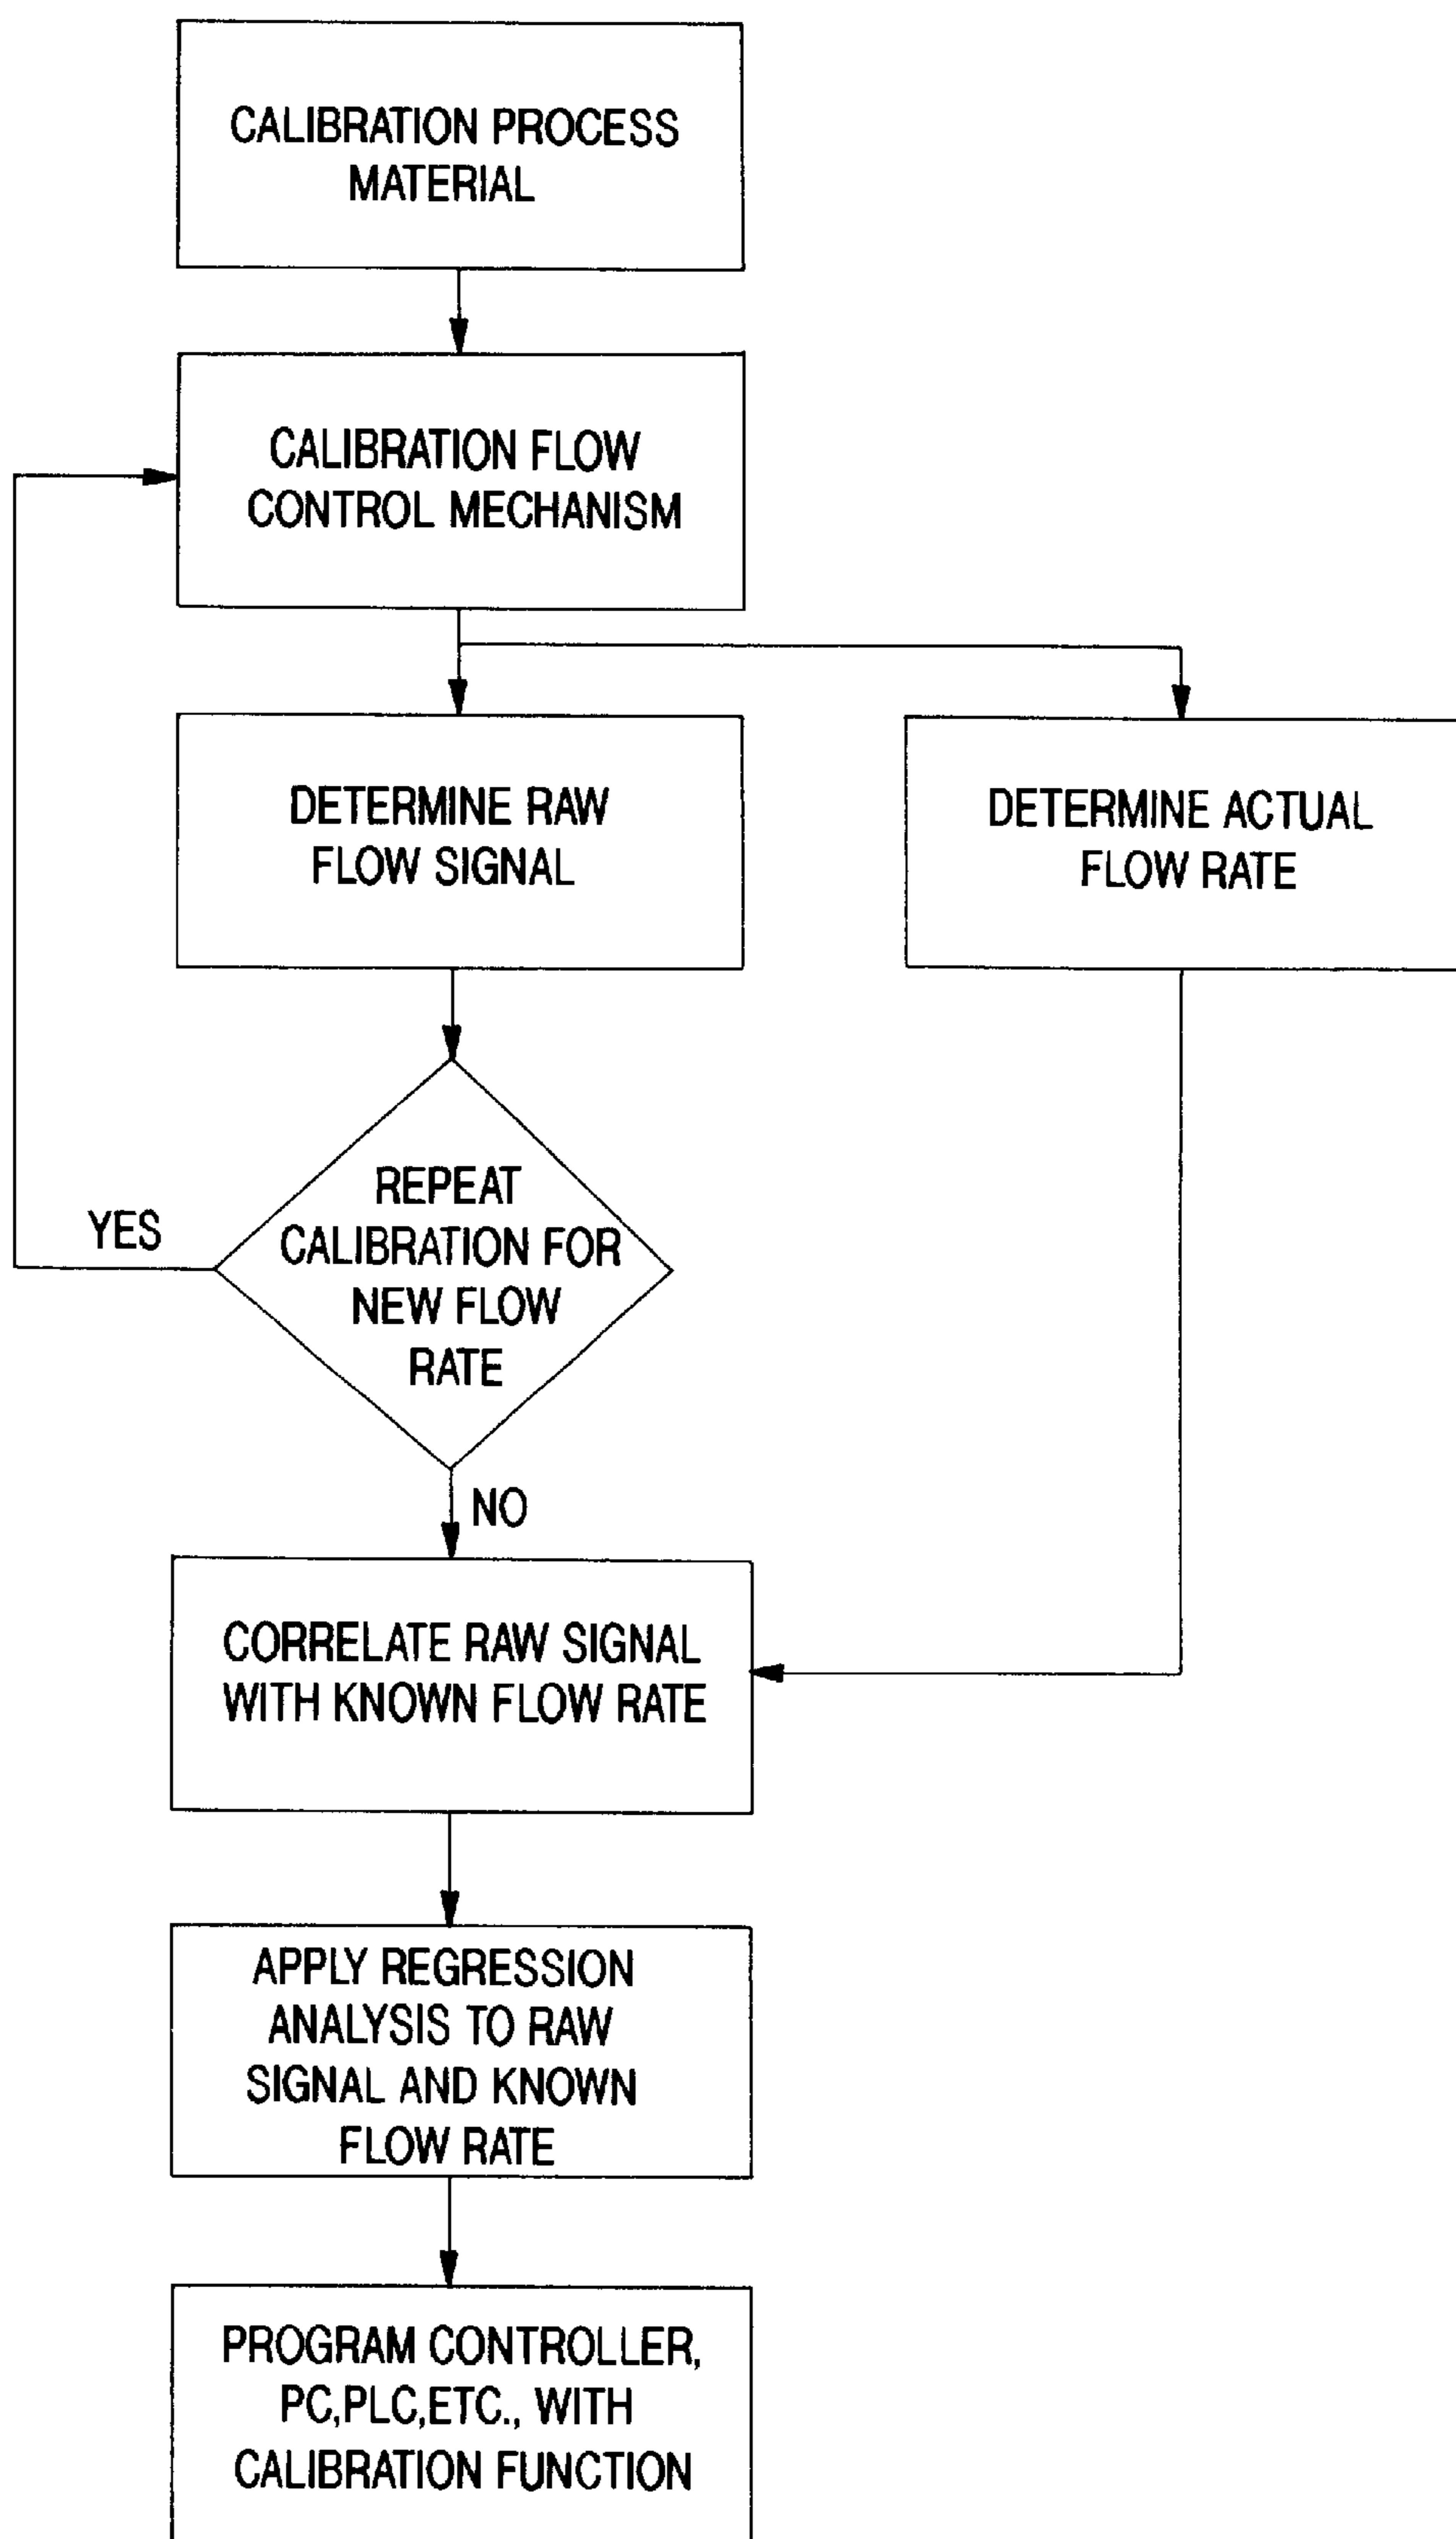 CALIBRATION PROCESS
MATERIAL
CALIBRATION FLOW
CONTROL MECHANISM
DETERMINE RAW
FLOW SIGNAL
DETERMINE ACTUAL
FLOW RATE
REPEAT
CALIBRATION FOR
NEW FLOW
RATE
YES
NO
CORRELATE RAW SIGNAL
WITH KNOWN FLOW RATE
APPLY REGRESSION
ANALYSIS TO RAW
SIGNAL AND KNOWN
FLOW RATE
PROGRAM CONTROLLER,
PC,PLC,ETC., WITH
CALIBRATION FUNCTION